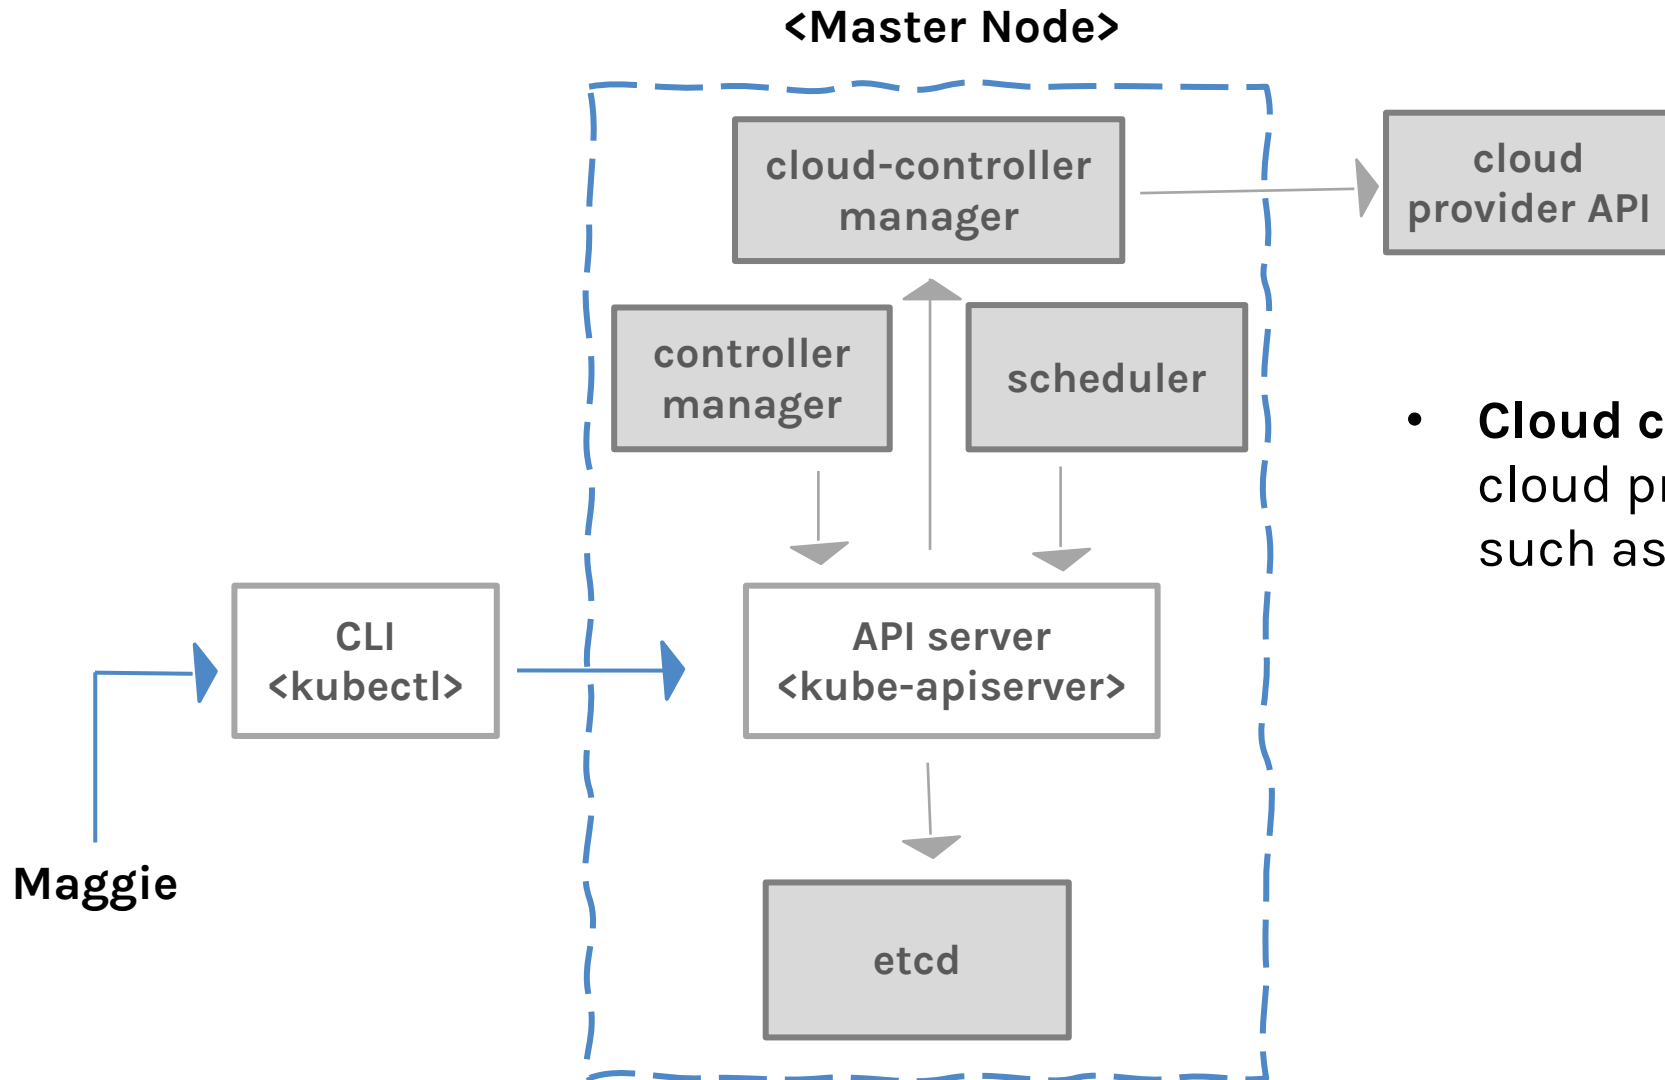 <Master Node>
cloud-controller
manager
cloud
provider API
controller
manager
scheduler
• Cloud c
cloud pr
such as
CLI
<kubectl>
API server
<kube-apiserver>
Maggie
etcd